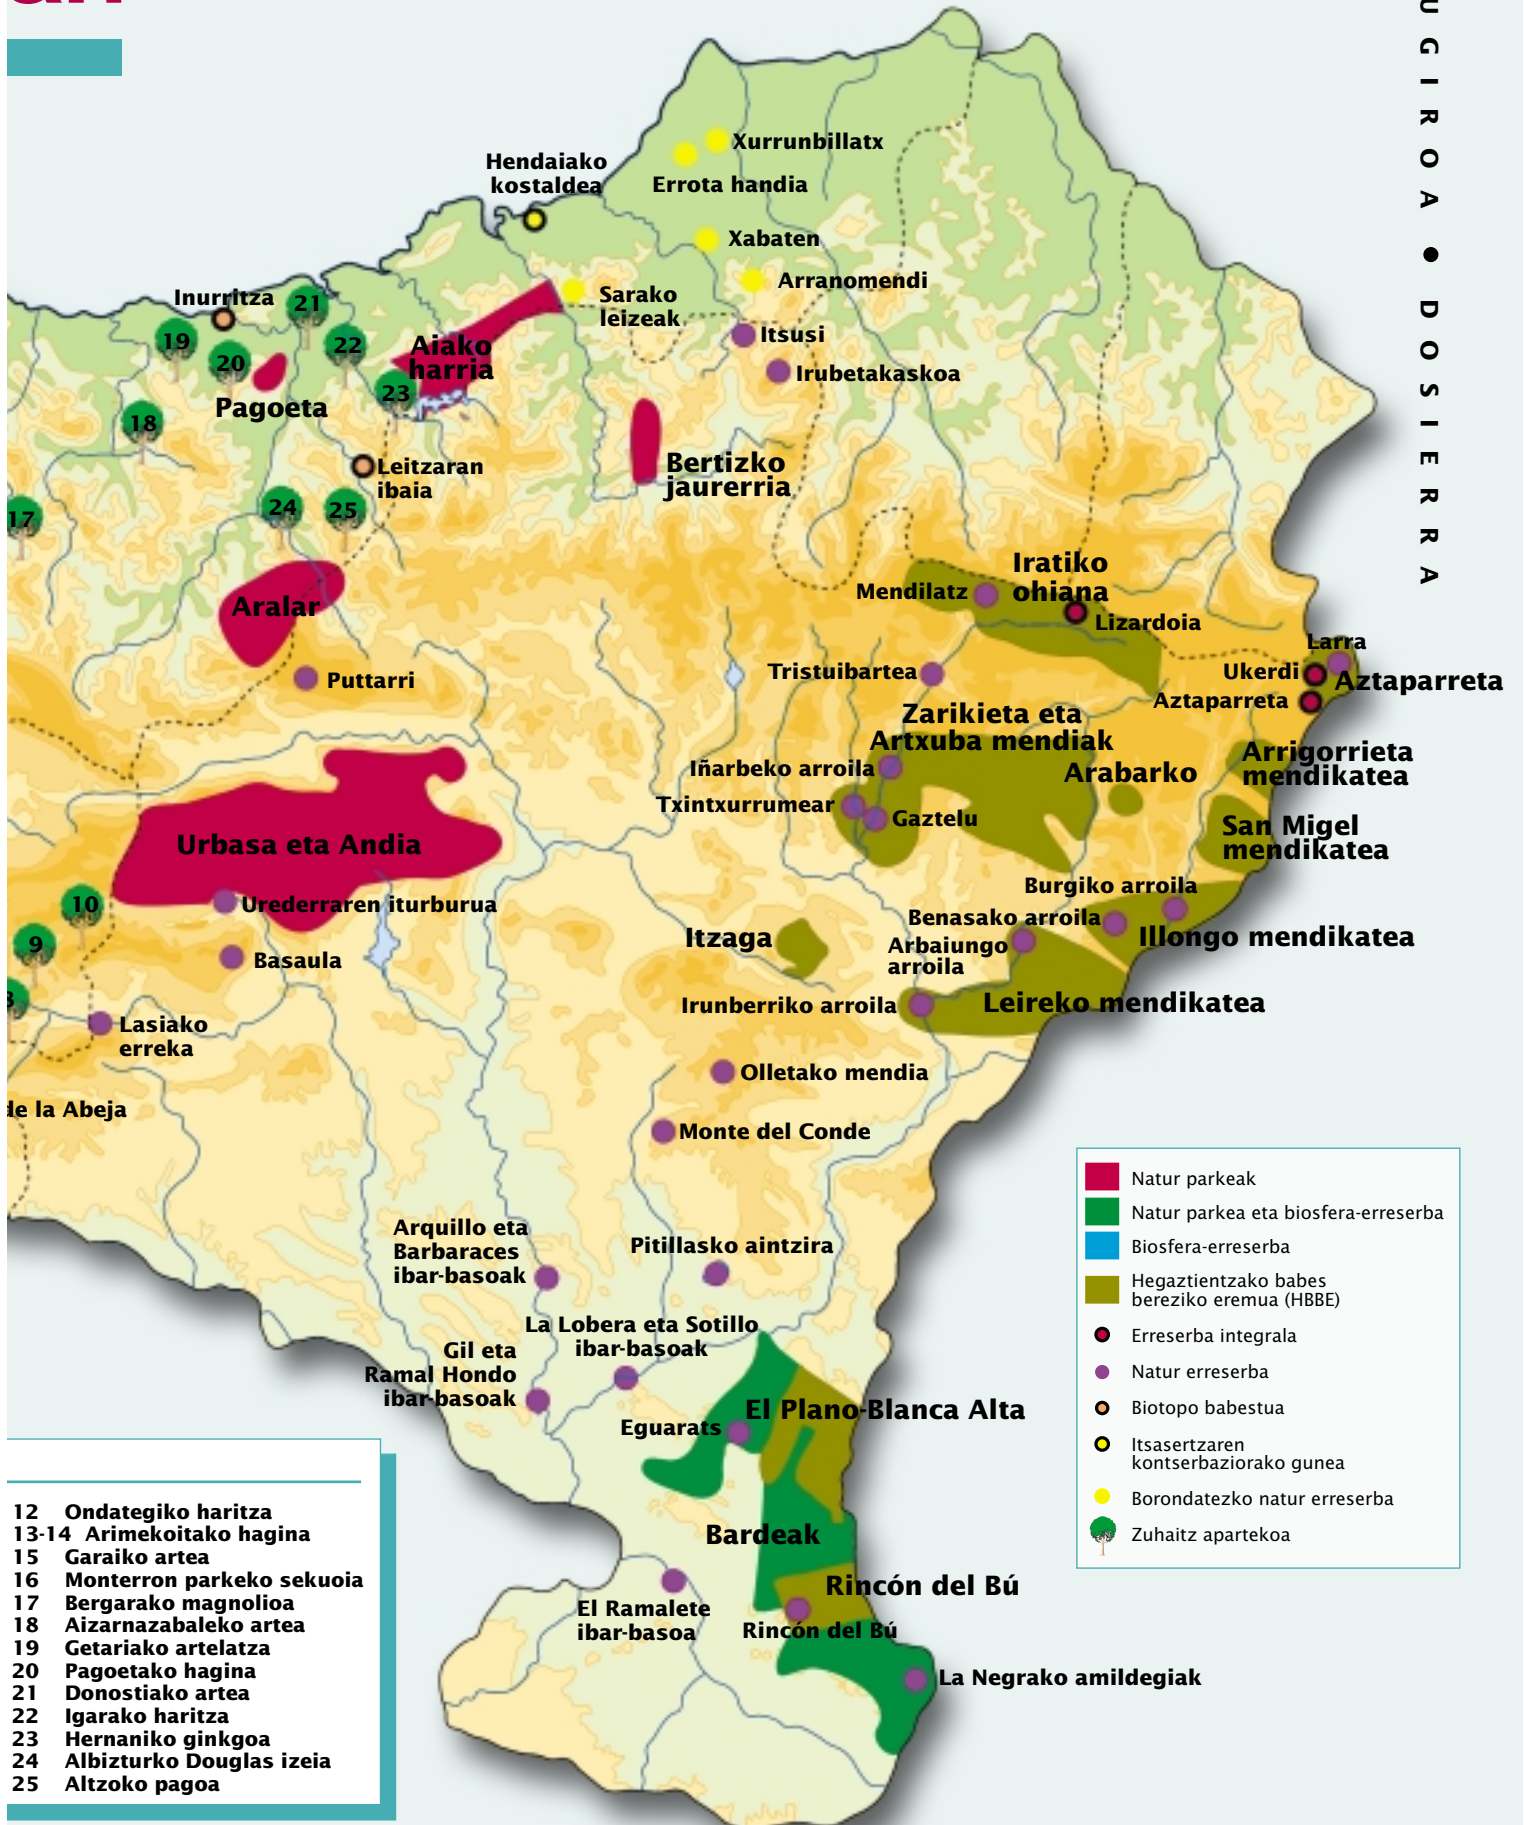 UGIROA ● DOSIERRA
Xurrunbillatx
Hendaiako
kostaldea
Errota handia
Xabaten
Arranomendi
Sarako
leizeak
Inurritza
21
19
20
22
Aiako
harria
23
Itsusi
Irubetakaskoa
Pagoeta
18
Bertizko
jaurerria
Leitzaran
ibaia
17
24
25
Iratiko
ohiana
Mendilatz
Lizardoia
Aralar
Larra
Tristuibartea
Ukerdi
Aztaparreta
Puttarri
Aztaparreta
Zarikieta eta
Artxuba mendiak
Arrigorrieta
mendikatea
Iñarbeko arroila
Arabarko
Txintxurrumear
Gaztelu
San Migel
mendikatea
Urbasa eta Andia
Burgiko arroila
10
Urederraren iturburua
Benasako arroila
Illongo mendikatea
9
Itzaga
Arbaiungo
arroila
Basaula
Irunberriko arroila
Leireko mendikatea
Lasiako
erreka
Olletako mendia
de la Abeja
Monte del Conde
Natur parkeak
Natur parkea eta biosfera-erreserba
Biosfera-erreserba
Hegaztientzako babes
bereziko eremua (HBBE)
Erreserba integrala
Natur erreserba
Biotopo babestua
Itsasertzaren
kontserbaziorako gunea
Borondatezko natur erreserba
Zuhaitz apartekoa
Arquillo eta
Barbaraces
ibar-basoak
Pitillasko aintzira
La Lobera eta Sotillo
ibar-basoak
Gil eta
Ramal Hondo
ibar-basoak
El Plano-Blanca Alta
Eguarats
Bardeak
Rincón del Bú
El Ramalete
ibar-basoa
Rincón del Bú
La Negrako amildegiak
12 Ondategiko haritza
13-14 Arimekoitako hagina
15 Garaiko artea
16 Monterron parkeko sekuoia
17 Bergarako magnolioa
18 Aizarnazabaleko artea
19 Getariako artelatza
20 Pagoetako hagina
21 Donostiako artea
22 Igarako haritza
23 Hernaniko ginkgoa
24 Albizturko Douglas izeia
25 Altzoko pagoa